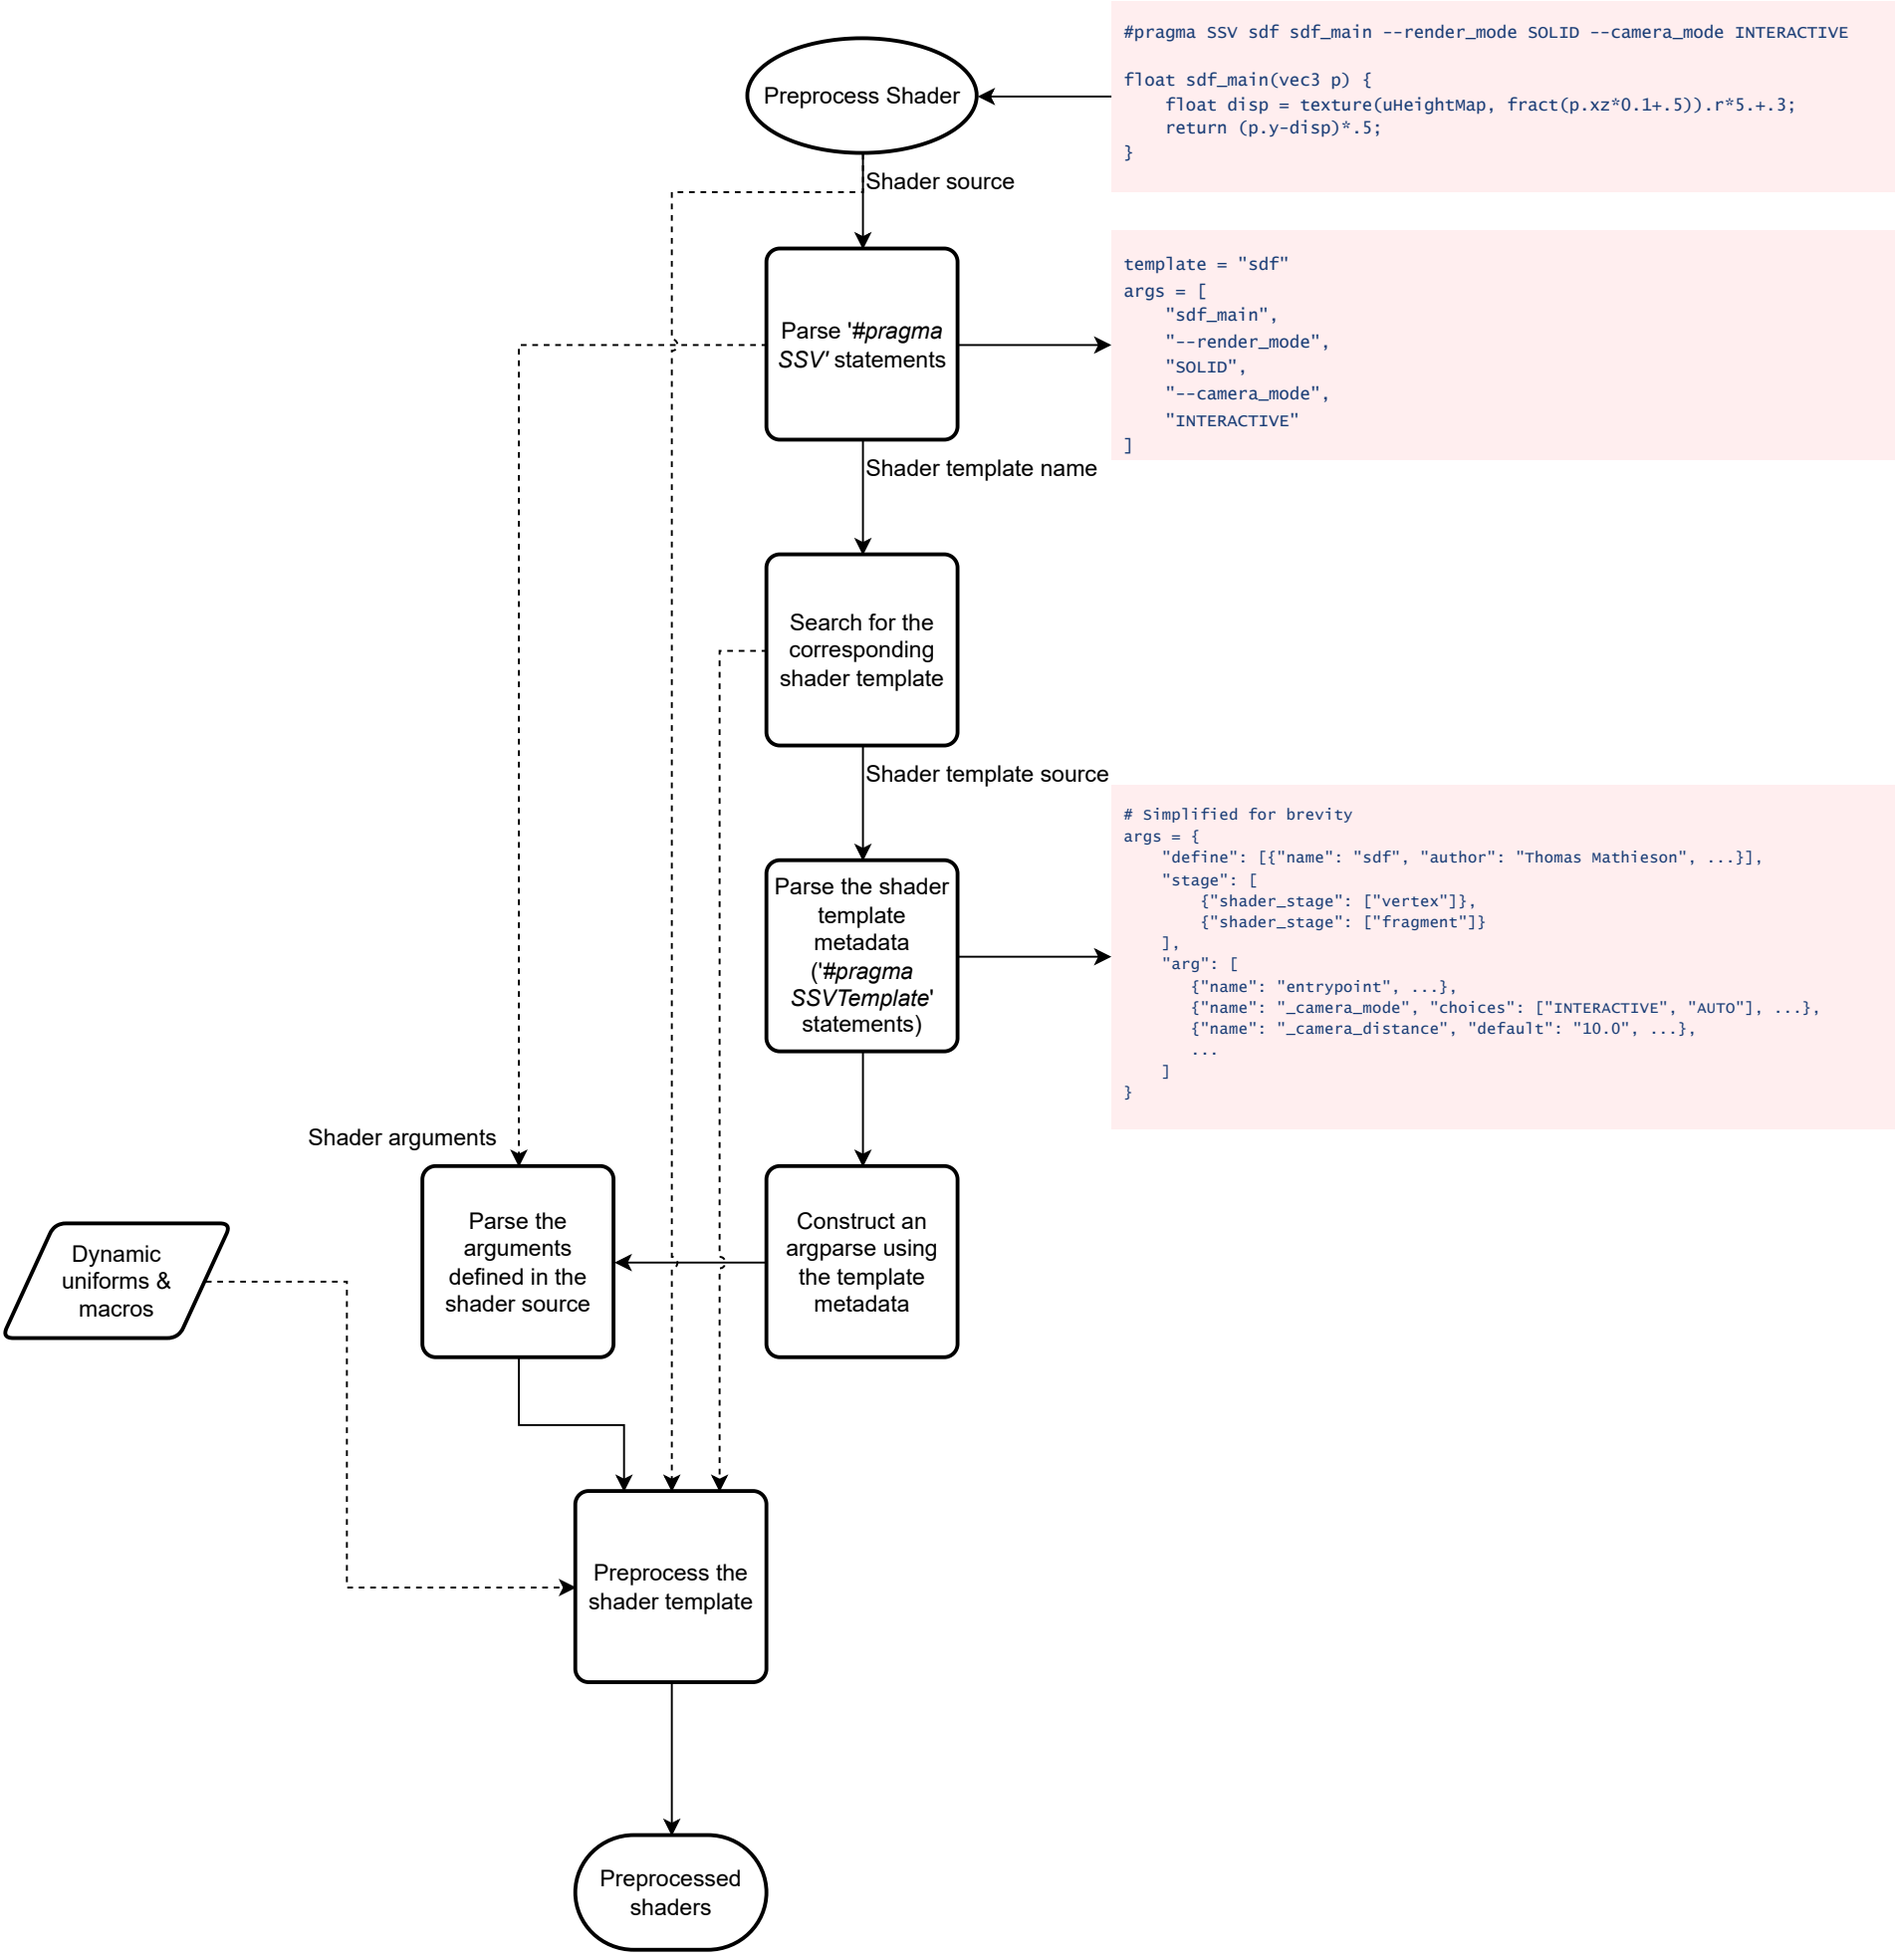 #pragma SSV sdf sdf_main --render_mode SOLID --camera_mode INTERACTIVE
float sdf_main(vec3 p) {
    float disp = texture(uHeightMap, fract(p.xz*0.1+.5)).r*5.+.3;
    return (p.y-disp)*.5;
}
Preprocess Shader
Shader source
template = "sdf"
args = [
    "sdf_main",
    "--render_mode",
    "SOLID",
    "--camera_mode",
    "INTERACTIVE"
]
Parse '#pragma
SSV' statements
Shader template name
Search for the
corresponding
shader template
Shader template source
# Simplified for brevity
args = {
    "define": [{"name": "sdf", "author": "Thomas Mathieson", ...}],
    "stage": [
        {"shader_stage": ["vertex"]},
        {"shader_stage": ["fragment"]}
    ],
    "arg": [
       {"name": "entrypoint", ...},
       {"name": "_camera_mode", "choices": ["INTERACTIVE", "AUTO"], ...},
       {"name": "_camera_distance", "default": "10.0", ...},
       ...
    ]
}
Parse the shader
template
metadata
('#pragma
SSVTemplate'
statements)
Shader arguments
Dynamic
uniforms &
macros
Parse the
arguments
defined in the
shader source
Construct an
argparse using
the template
metadata
Preprocess the
shader template
Preprocessed
shaders